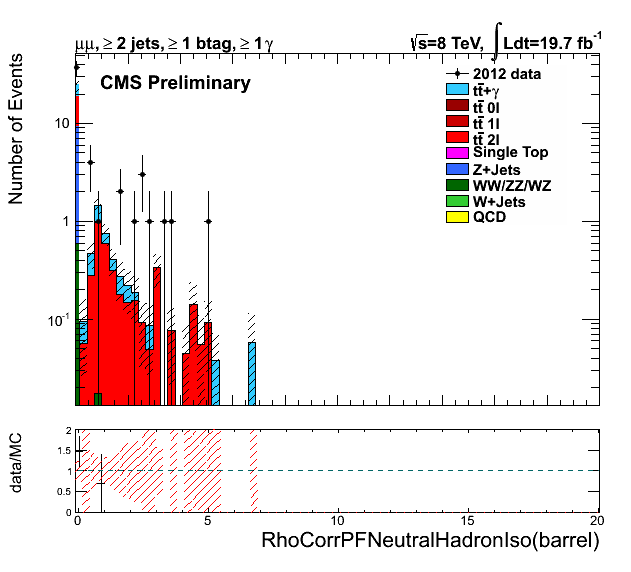 μμ, ≥ 2 jets, ≥ 1 btag, ≥ 1 γ
√s=8 TeV, ∫ Ldt=19.7 fb⁻¹
CMS Preliminary
2012 data
tt̄+γ
tt̄ 0l
tt̄ 1l
tt̄ 2l
Single Top
Z+Jets
WW/ZZ/WZ
W+Jets
QCD
Number of Events
10
1
10⁻¹
data/MC
2
1.5
1
0.5
0
0 5 10 15 20
RhoCorrPFNeutralHadronIso(barrel)